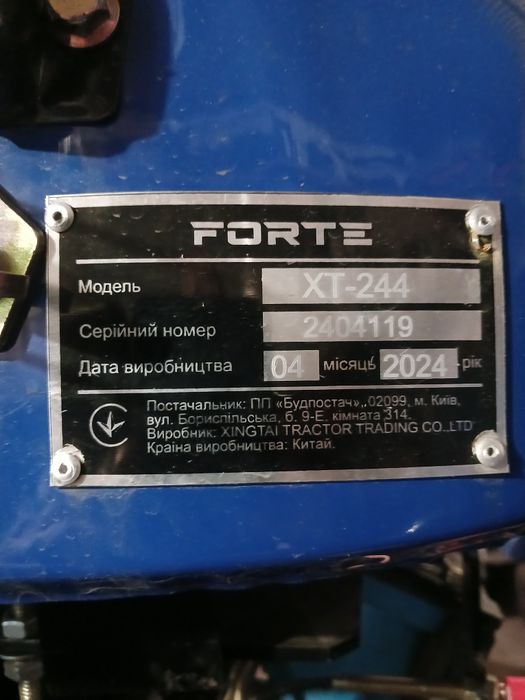 FORTE
Модель XT-244
Серійний номер 2404119
Дата виробництва 04 місяць 2024 рік
Постачальник: ПП «Будпостач»,.02099, м. Київ,
вул. Бориспільська, б. 9-Е, кімната 314.
Виробник: XINGTAI TRACTOR TRADING CO.,LTD
Країна виробництва: Китай.